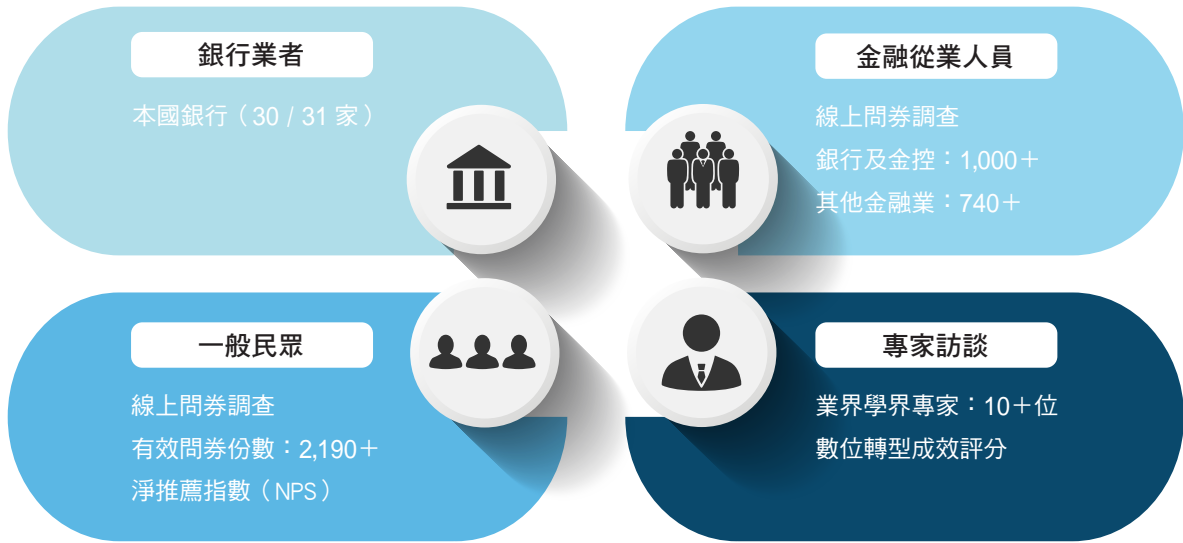 銀行業者
本國銀行（30 / 31 家）
金融從業人員
線上問券調查
銀行及金控：1,000＋
其他金融業：740＋
一般民眾
線上問券調查
有效問券份數：2,190＋
淨推薦指數（NPS）
專家訪談
業界學界專家：10＋位
數位轉型成效評分